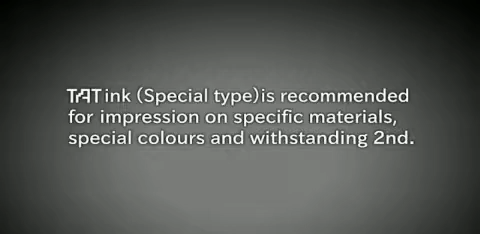 TAT ink (Special type)is recommended
for impression on specific materials,
special colours and withstanding 2nd.